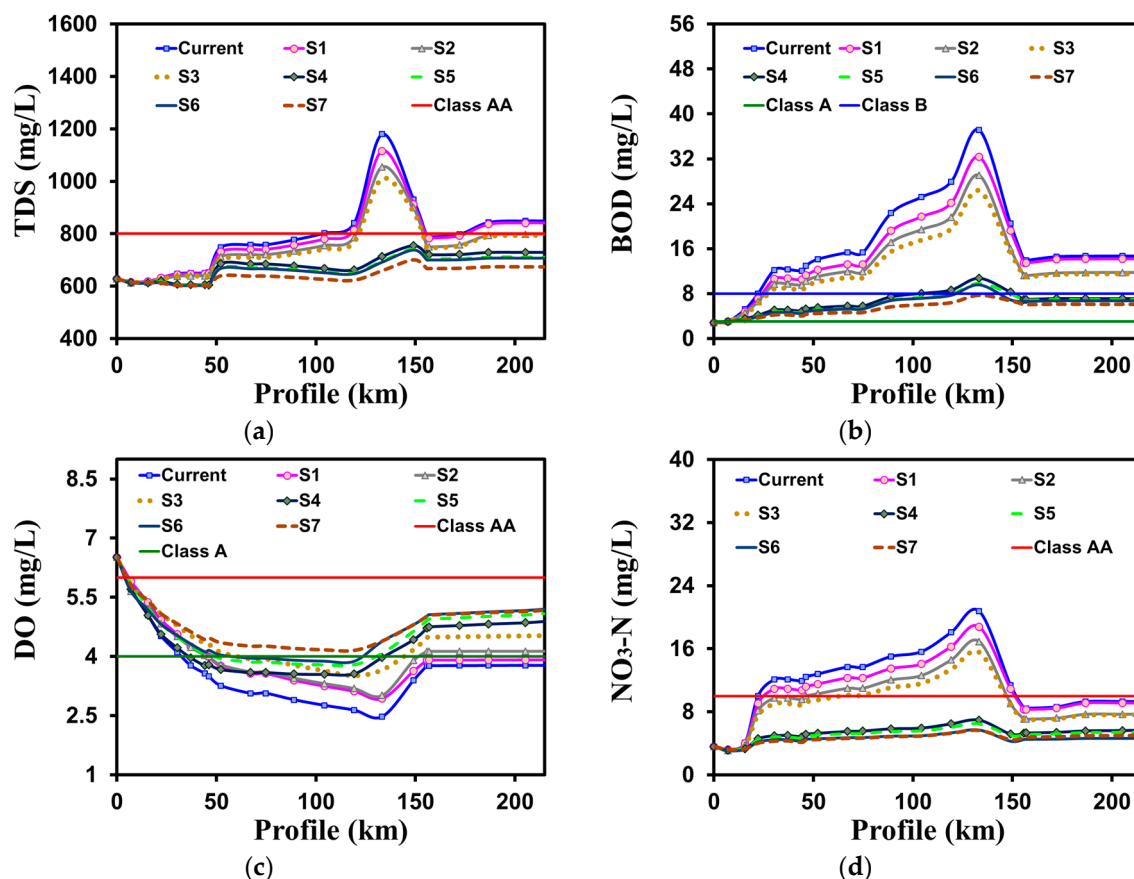 (a)
TDS (mg/L)
1600
1400
1200
1000
800
600
400
Current S1 S2
S3 S4 S5
S6 S7 Class AA
0 50 100 150 200
Profile (km)
(b)
BOD (mg/L)
56
48
40
32
24
16
8
0
Current S1 S2 S3
S4 S5 S6 S7
Class A Class B
0 50 100 150 200
Profile (km)
(a) (b)
DO (mg/L)
8.5
7
5.5
4
2.5
1
Current S1 S2
S3 S4 S5
S6 S7 Class AA
Class A
0 50 100 150 200
Profile (km)
(c)
NO3-N (mg/L)
40
32
24
16
8
0
Current S1 S2
S3 S4 S5
S6 S7 Class AA
0 50 100 150 200
Profile (km)
(d)